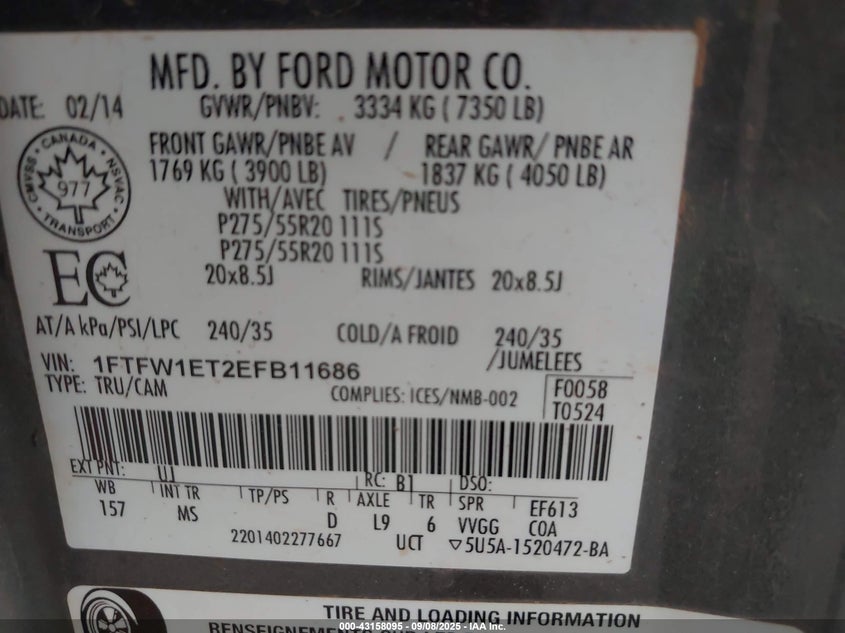 MFD. BY FORD MOTOR CO.
DATE: 02/14 GVWR/PNBV: 3334 KG ( 7350 LB)
FRONT GAWR/PNBE AV / REAR GAWR/ PNBE AR
1769 KG ( 3900 LB) 1837 KG ( 4050 LB)
WITH/AVEC TIRES/PNEUS
P275/55R20 111S
P275/55R20 111S
20x8.5J RIMS/JANTES 20x8.5J
CANADA
CMVSS 977 NSVAC
TRANSPORT
EC
AT/A kPa/PSI/LPC 240/35 COLD/A FROID 240/35
/JUMELEES
VIN: 1FTFW1ET2EFB11686
TYPE: TRU/CAM COMPLIES: ICES/NMB-002
F0058
T0524
EXT PNT: U1 RC: B1 DSO:
WB INT TR TP/PS R AXLE TR SPR EF613
157 MS D L9 6 VVGG COA
2201402277667 UCT ▽5U5A-1520472-BA
TIRE AND LOADING INFORMATION
©00-43158095 - 09/08/2025 - IAA Inc.